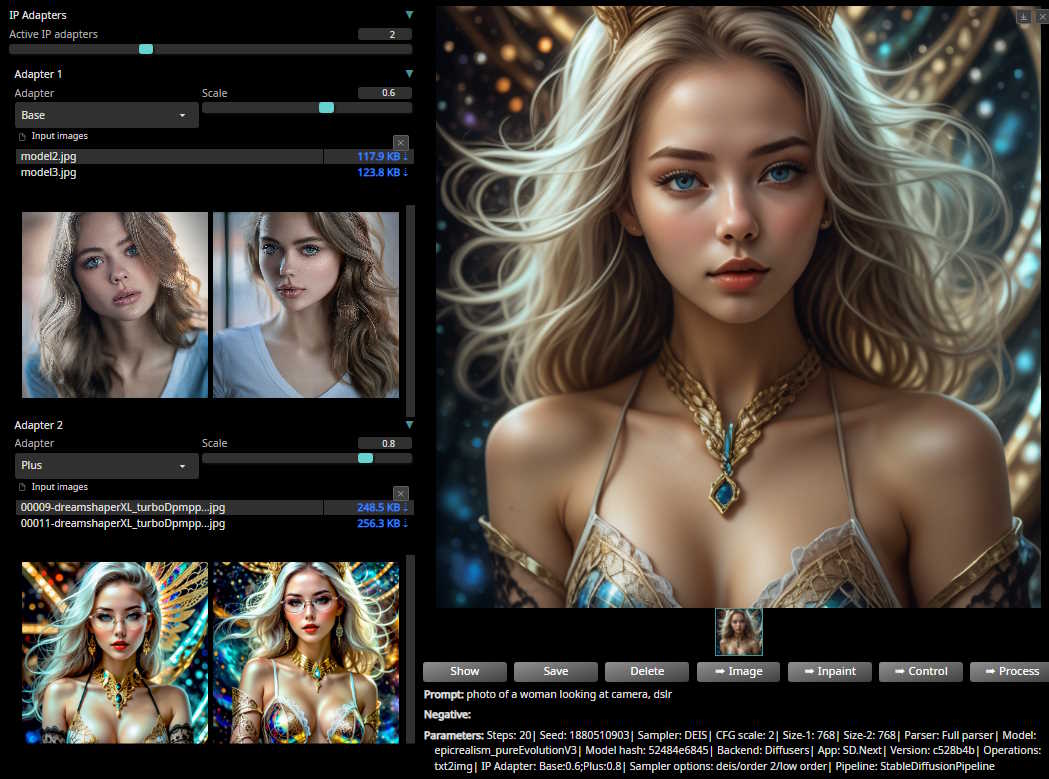 IP Adapters
Active IP adapters 2
Adapter 1
Adapter Scale 0.6
Base
Input images
model2.jpg 117.9 KB ↓
model3.jpg 123.8 KB ↓
Adapter 2
Adapter Scale 0.8
Plus
Input images
00009-dreamshaperXL_turboDpmpp...jpg 248.5 KB ↓
00011-dreamshaperXL_turboDpmpp...jpg 256.3 KB ↓
Show Save Delete ➡ Image ➡ Inpaint ➡ Control ➡ Process
Prompt: photo of a woman looking at camera, dslr
Negative:
Parameters: Steps: 20| Seed: 1880510903| Sampler: DEIS| CFG scale: 2| Size-1: 768| Size-2: 768| Parser: Full parser| Model:
epicrealism_pureEvolutionV3| Model hash: 52484e6845| Backend: Diffusers| App: SD.Next| Version: c528b4b| Operations:
txt2img| IP Adapter: Base:0.6;Plus:0.8| Sampler options: deis/order 2/low order| Pipeline: StableDiffusionPipeline